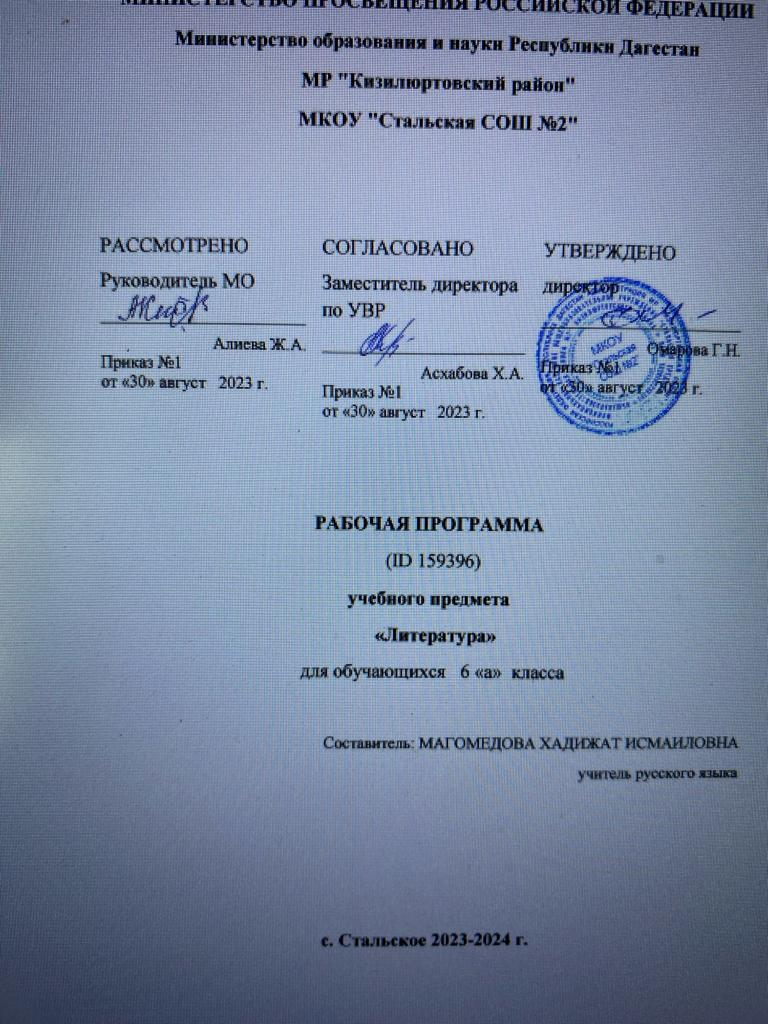 МИНИСТЕРСТВО ПРОСВЕЩЕНИЯ РОССИЙСКОЙ ФЕДЕРАЦИИ
Министерство образования и науки Республики Дагестан
МР "Кизилюртовский район"
МКОУ "Стальская СОШ №2"
РАССМОТРЕНО
Руководитель МО
Алиева Ж.А.
Приказ №1
от «30» август 2023 г.
СОГЛАСОВАНО
Заместитель директора
по УВР
Асхабова Х.А.
Приказ №1
от «30» август 2023 г.
УТВЕРЖДЕНО
директор
Омарова Г.Н.
Приказ №1
от «30» август 2023 г.
МКОУ
РАБОЧАЯ ПРОГРАММА
(ID 159396)
учебного предмета
«Литература»
для обучающихся 6 «а» класса
Составитель: МАГОМЕДОВА ХАДИЖАТ ИСМАИЛОВНА
учитель русского языка
с. Стальское 2023-2024 г.